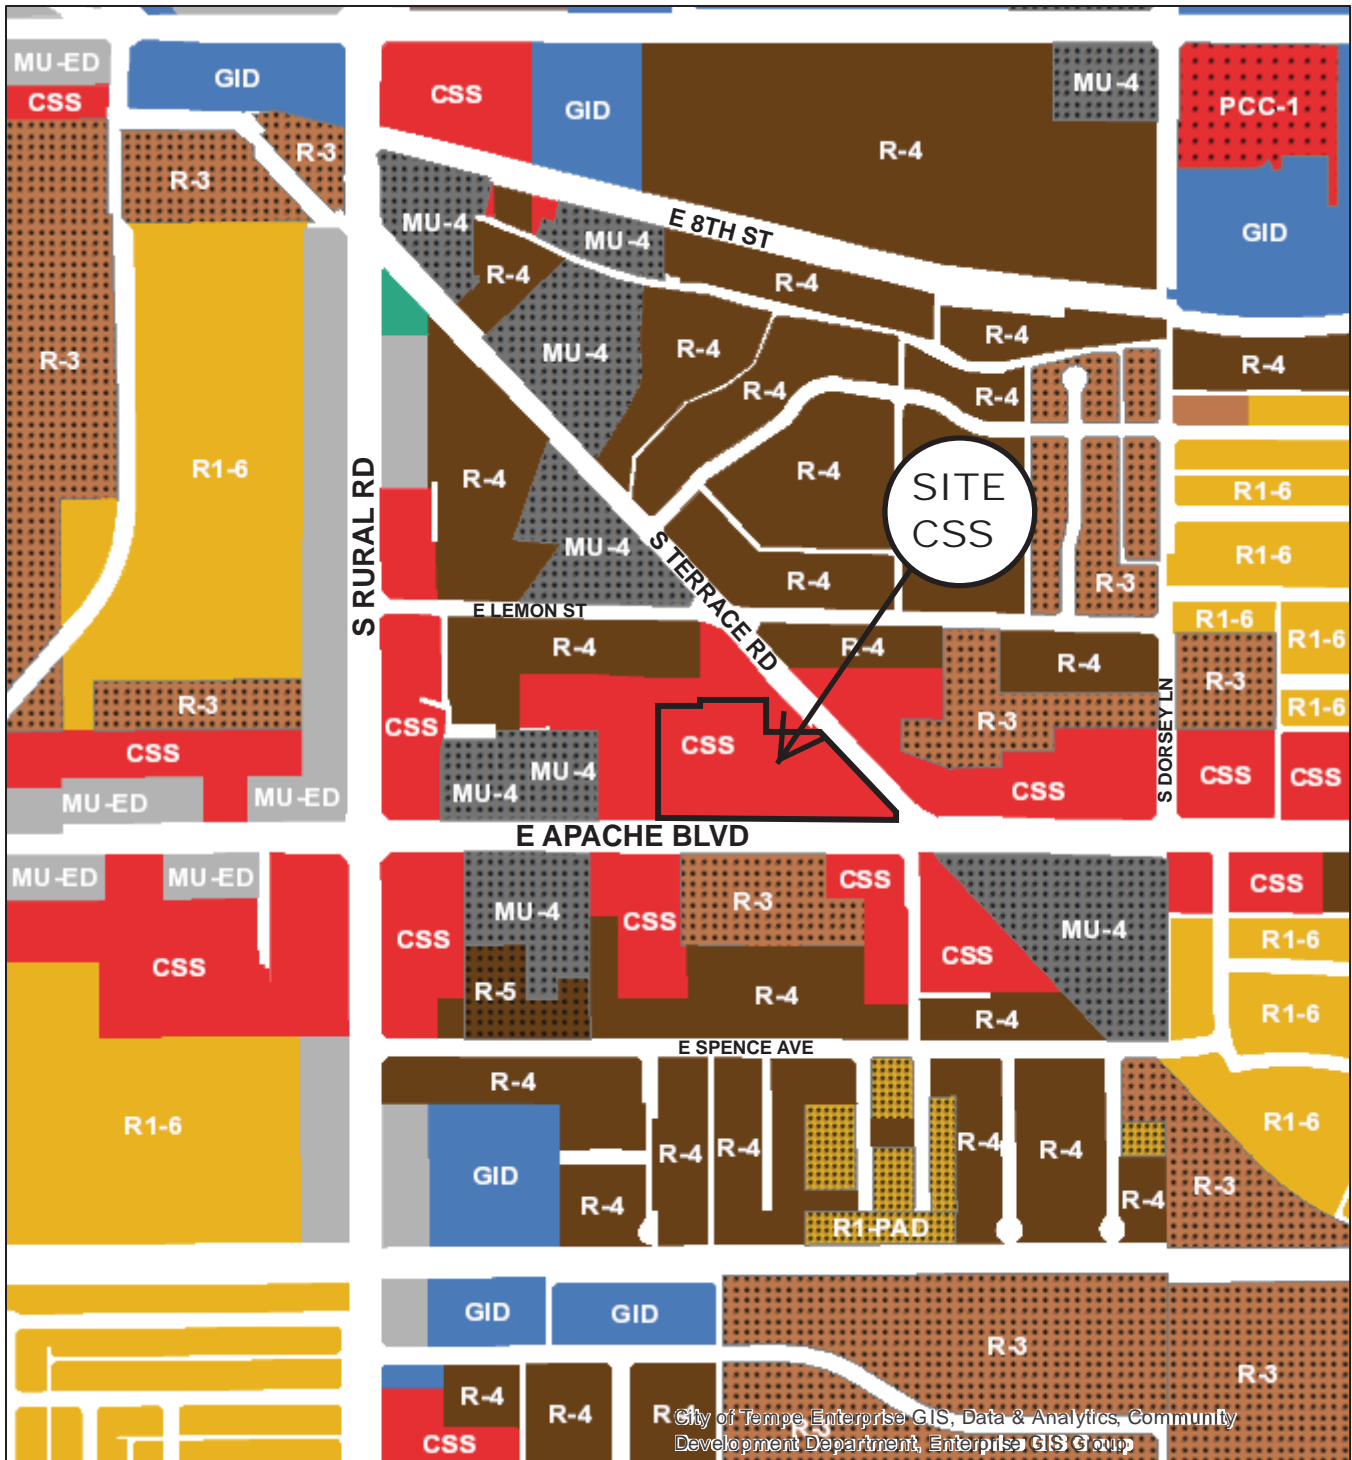 MU-ED
GID
CSS
GID
R-4
MU-4
PCC-1
CSS
R-3
R-3
MU-4
E 8TH ST
MU-4
GID
R-4
R-4
R-4
R-3
MU-4
R-4
R-4
R-4
R-4
R1-6
R-4
R-4
SITE
CSS
R1-6
S RURAL RD
MU-4
S TERRACE RD
R-4
R-3
R1-6
E LEMON ST
R-4
R-4
R-4
R1-6
R1-6
R-3
R-3
R-3
S DORSEY LN
R1-6
CSS
CSS
CSS
MU-4
MU-4
CSS
CSS
CSS
MU-ED
MU-ED
E APACHE BLVD
MU-ED
MU-ED
CSS
MU-4
CSS
R-3
CSS
CSS
MU-4
CSS
R1-6
CSS
R-5
R-4
R-4
R1-6
E SPENCE AVE
R-4
R1-6
GID
R-4
R-4
R-4
R-4
R-4
R1-PAD
R-4
R-3
R1-6
GID
GID
R-3
R-3
R-4
R-4
R-4
R-3
CSS
City of Tempe Enterprise GIS, Data & Analytics, Community
Development Department, Enterprise GIS Group